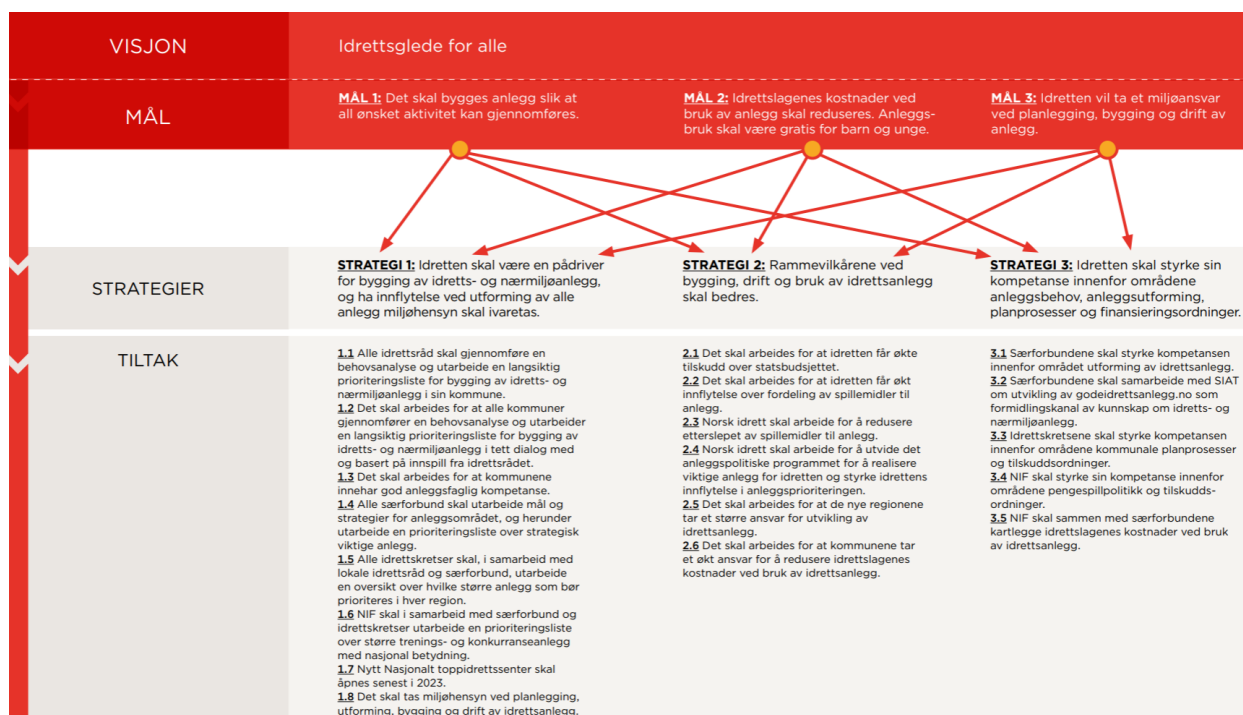 VISJON
Idrettsglede for alle
MÅL
MÅL 1: Det skal bygges anlegg slik at
all ønsket aktivitet kan gjennomføres.
MÅL 2: Idrettslagenes kostnader ved
bruk av anlegg skal reduseres. Anleggs-
bruk skal være gratis for barn og unge.
MÅL 3: Idretten vil ta et miljøansvar
ved planlegging, bygging og drift av
anlegg.
STRATEGIER
STRATEGI 1: Idretten skal være en pådriver
for bygging av idretts- og nærmiljøanlegg,
og ha innflytelse ved utforming av alle
anlegg miljøhensyn skal ivaretas.
STRATEGI 2: Rammevilkårene ved
bygging, drift og bruk av idrettsanlegg
skal bedres.
STRATEGI 3: Idretten skal styrke sin
kompetanse innenfor områdene
anleggsbehov, anleggsutforming,
planprosesser og finansieringsordninger.
TILTAK
1.1 Alle idrettsråd skal gjennomføre en
behovsanalyse og utarbeide en langsiktig
prioriteringsliste for bygging av idretts- og
nærmiljøanlegg i sin kommune.
1.2 Det skal arbeides for at alle kommuner
gjennomfører en behovsanalyse og utarbeider
en langsiktig prioriteringsliste for bygging av
idretts- og nærmiljøanlegg i tett dialog med
og basert på innspill fra idrettsrådet.
1.3 Det skal arbeides for at kommunene
innehar god anleggsfaglig kompetanse.
1.4 Alle særforbund skal utarbeide mål og
strategier for anleggsområdet, og herunder
utarbeide en prioriteringsliste over strategisk
viktige anlegg.
1.5 Alle idrettskretser skal, i samarbeid med
lokale idrettsråd og særforbund, utarbeide
en oversikt over hvilke større anlegg som bør
prioriteres i hver region.
1.6 NIF skal i samarbeid med særforbund og
idrettskretser utarbeide en prioriteringsliste
over større trenings- og konkurranseanlegg
med nasjonal betydning.
1.7 Nytt Nasjonalt toppidrettssenter skal
åpnes senest i 2023.
1.8 Det skal tas miljøhensyn ved planlegging,
utforming, bygging og drift av idrettsanlegg.
2.1 Det skal arbeides for at idretten får økte
tilskudd over statsbudsjettet.
2.2 Det skal arbeides for at idretten får økt
innflytelse over fordeling av spillemidler til
anlegg.
2.3 Norsk idrett skal arbeide for å redusere
etterslepet av spillemidler til anlegg.
2.4 Norsk idrett skal arbeide for å utvide det
anleggspolitiske programmet for å realisere
viktige anlegg for idretten og styrke idrettens
innflytelse i anleggsprioriteringen.
2.5 Det skal arbeides for at de nye regionene
tar et større ansvar for utvikling av
idrettsanlegg.
2.6 Det skal arbeides for at kommunene tar
et økt ansvar for å redusere idrettslagenes
kostnader ved bruk av idrettsanlegg.
3.1 Særforbundene skal styrke kompetansen
innenfor området utforming av idrettsanlegg.
3.2 Særforbundene skal samarbeide med SIAT
om utvikling av godeidrettsanlegg.no som
formidlingskanal av kunnskap om idretts- og
nærmiljøanlegg.
3.3 Idrettskretsene skal styrke kompetansen
innenfor områdene kommunale planprosesser
og tilskuddsordninger.
3.4 NIF skal styrke sin kompetanse innenfor
områdene pengespillpolitikk og tilskudds-
ordninger.
3.5 NIF skal sammen med særforbundene
kartlegge idrettslagenes kostnader ved bruk
av idrettsanlegg.